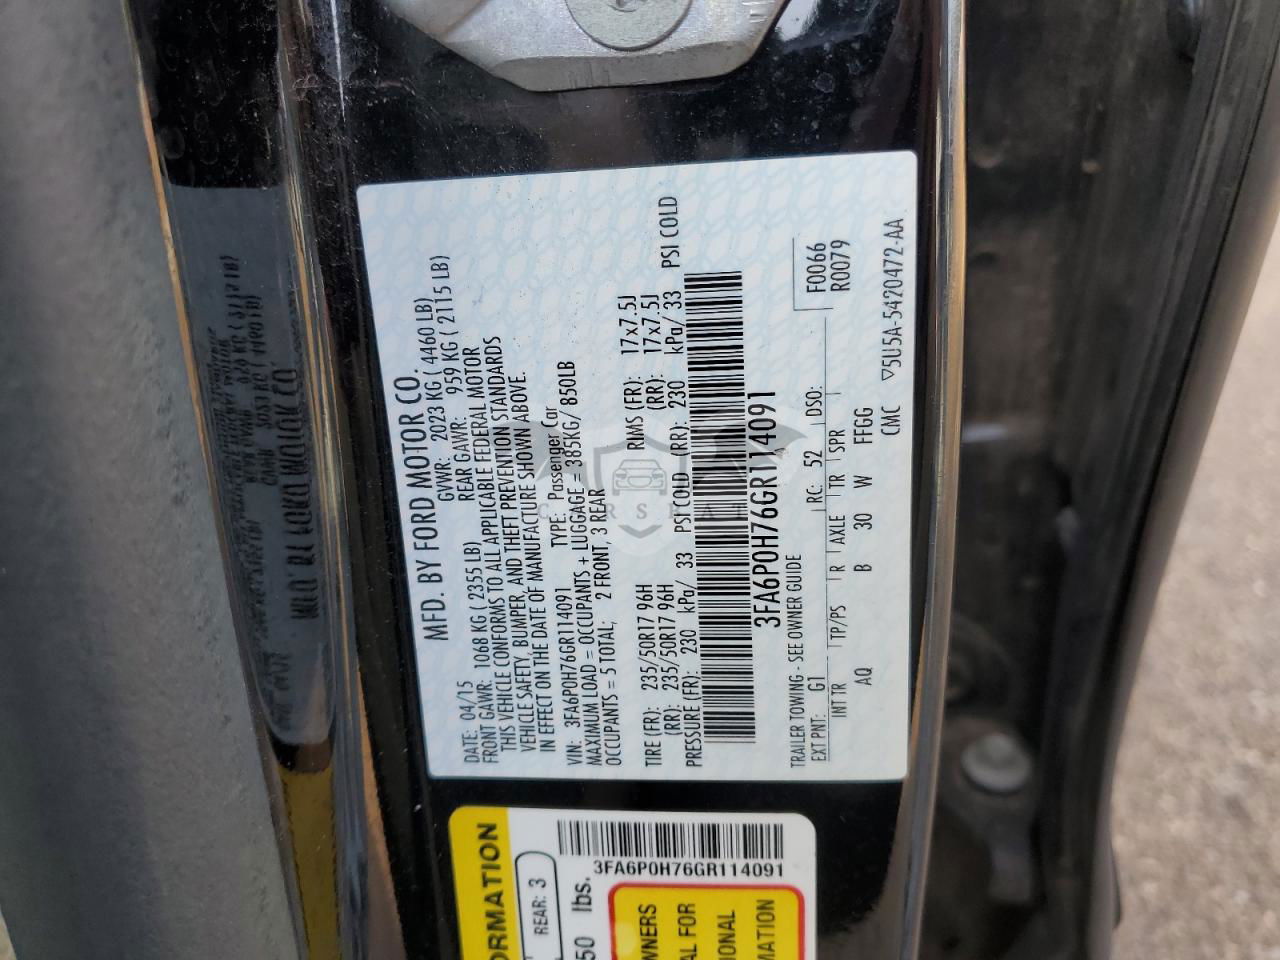 MFD. BY FORD MOTOR CO.
DATE: 04/15 GVWR: 2023 KG ( 4460 LB)
FRONT GAWR: 1068 KG ( 2355 LB) REAR GAWR: 959 KG ( 2115 LB)
THIS VEHICLE CONFORMS TO ALL APPLICABLE FEDERAL MOTOR
VEHICLE SAFETY, BUMPER, AND THEFT PREVENTION STANDARDS
IN EFFECT ON THE DATE OF MANUFACTURE SHOWN ABOVE.
VIN: 3FA6P0H76GR114091 TYPE: Passenger Car
MAXIMUM LOAD = OCCUPANTS + LUGGAGE = 385KG/ 850LB
OCCUPANTS = 5 TOTAL; 2 FRONT, 3 REAR
TIRE (FR): 235/50R17 96H RIMS (FR): 17x7.5J
(RR): 235/50R17 96H (RR): 17x7.5J
PRESSURE (FR): 230 kPa/ 33 PSI COLD (RR): 230 kPa/ 33 PSI COLD
3FA6P0H76GR114091
TRAILER TOWING - SEE OWNER GUIDE
F0066
R0079
EXT PNT: G1 RC: 52 DSO:
INT TR TP/PS R AXLE TR SPR
AQ B 30 W FFGG
CMC
▽5U5A-5420472-AA
CARSHAT
ORMATION
REAR: 3
50 lbs.
3FA6P0H76GR114091
WNERS
AL FOR
IONAL
MATION